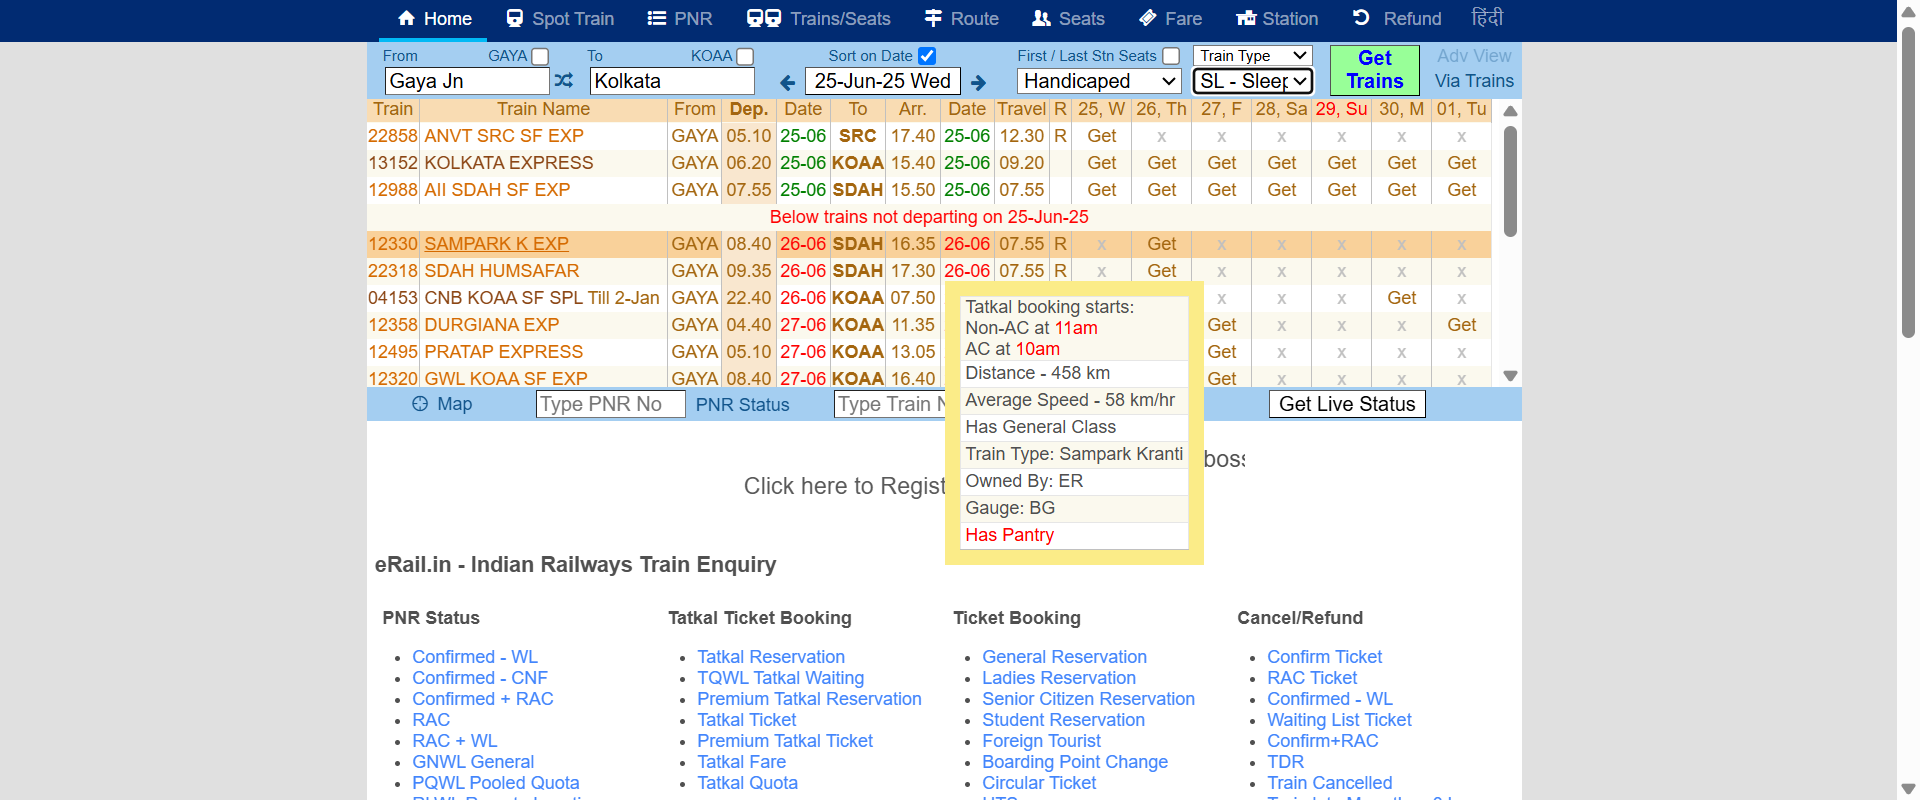 Home Spot Train PNR Trains/Seats Route Seats Fare Station Refund हिंदी
From GAYA To KOAA Sort on Date First / Last Stn Seats Train Type Get Trains Adv View
Gaya Jn Kolkata 25-Jun-25 Wed Handicaped SL - Sleep Via Trains
Train Train Name From Dep. Date To Arr. Date Travel R 25, W 26, Th 27, F 28, Sa 29, Su 30, M 01, Tu
22858 ANVT SRC SF EXP GAYA 05.10 25-06 SRC 17.40 25-06 12.30 R Get x x x x x x
13152 KOLKATA EXPRESS GAYA 06.20 25-06 KOAA 15.40 25-06 09.20 Get Get Get Get Get Get Get
12988 AII SDAH SF EXP GAYA 07.55 25-06 SDAH 15.50 25-06 07.55 Get Get Get Get Get Get Get
Below trains not departing on 25-Jun-25
12330 SAMPARK K EXP GAYA 08.40 26-06 SDAH 16.35 26-06 07.55 R x Get x x x x x
22318 SDAH HUMSAFAR GAYA 09.35 26-06 SDAH 17.30 26-06 07.55 R x Get x x x x x
04153 CNB KOAA SF SPL Till 2-Jan GAYA 22.40 26-06 KOAA 07.50 x x x Get x
12358 DURGIANA EXP GAYA 04.40 27-06 KOAA 11.35 Get x x x Get
12495 PRATAP EXPRESS GAYA 05.10 27-06 KOAA 13.05 Get x x x x
12320 GWL KOAA SF EXP GAYA 08.40 27-06 KOAA 16.40 Get x x x x
Tatkal booking starts:
Non-AC at 11am
AC at 10am
Distance - 458 km
Average Speed - 58 km/hr
Has General Class
Train Type: Sampark Kranti
Owned By: ER
Gauge: BG
Has Pantry
Map Type PNR No PNR Status Type Train Get Live Status
Click here to Regist
eRail.in - Indian Railways Train Enquiry
PNR Status
Confirmed - WL
Confirmed - CNF
Confirmed + RAC
RAC
RAC + WL
GNWL General
PQWL Pooled Quota
Tatkal Ticket Booking
Tatkal Reservation
TQWL Tatkal Waiting
Premium Tatkal Reservation
Tatkal Ticket
Premium Tatkal Ticket
Tatkal Fare
Tatkal Quota
Ticket Booking
General Reservation
Ladies Reservation
Senior Citizen Reservation
Student Reservation
Foreign Tourist
Boarding Point Change
Circular Ticket
Cancel/Refund
Confirm Ticket
RAC Ticket
Confirmed - WL
Waiting List Ticket
Confirm+RAC
TDR
Train Cancelled